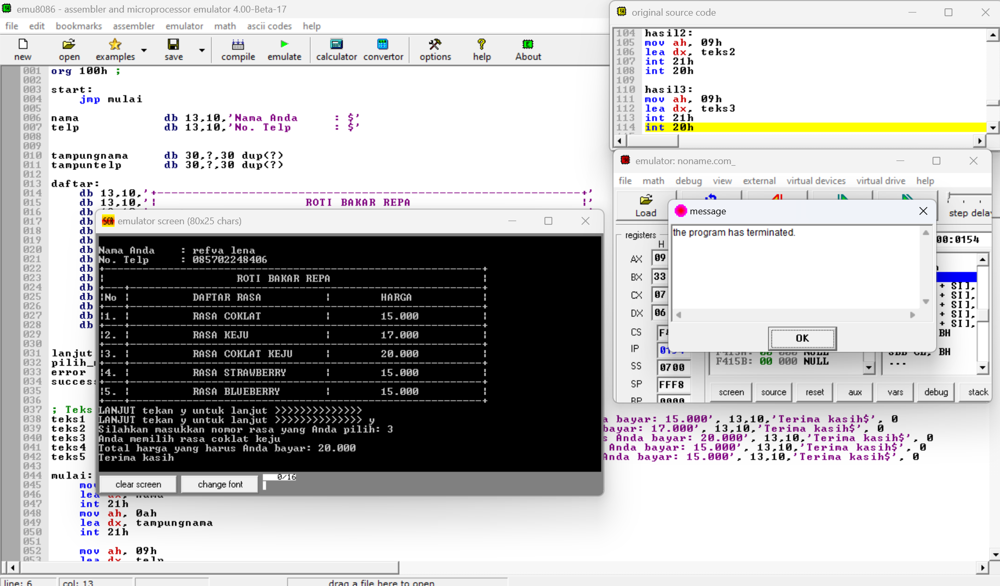 emu8086 - assembler and microprocessor emulator 4.00-Beta-17
file edit bookmarks assembler emulator math ascii codes help
new open examples save compile emulate calculator convertor options help About
001 org 100h ;
002
003 start:
004 jmp mulai
005
006 nama db 13,10,'Nama Anda : $'
007 telp db 13,10,'No. Telp : $'
008
009
010 tampungnama db 30,?,30 dup(?)
011 tampuntelp db 30,?,30 dup(?)
012
013 daftar:
014 db 13,10,'+--------------------------------------------------------------------+'
015 db 13,10,'¦ ROTI BAKAR REPA ¦'
016 db
017 db
018 db
019 db
020 db
021 db
022 db
023 db
024 db
025 db
026 db
027 db
028 db
029
030
031 lanjut
032 pilih_
033 error
034 success
035
036
037 ; Teks
038 teks1 a bayar: 15.000', 13,10,'Terima kasih$', 0
039 teks2 bayar: 17.000', 13,10,'Terima kasih$', 0
040 teks3 s Anda bayar: 20.000', 13,10,'Terima kasih$', 0
041 teks4 Anda bayar: 15.000', 13,10,'Terima kasih$', 0
042 teks5 Anda bayar: 15.000', 13,10,'Terima kasih$', 0
043
044 mulai:
045 mov
046 lea dx, nama
047 int 21h
048 mov ah, 0ah
049 lea dx, tampungnama
050 int 21h
051
052 mov ah, 09h
053 lea dx, telp
line: 6 col: 13 drag a file here to open
emulator screen (80x25 chars)
Nama Anda : refva lena
No. Telp : 085702248406
+------------------------------------------------------------+
¦ ROTI BAKAR REPA ¦
+---+--------------------------------------------------------+
¦No ¦ DAFTAR RASA ¦ HARGA ¦
+---+--------------------------------------------------------+
¦1. ¦ RASA COKLAT ¦ 15.000 ¦
+---+--------------------------------------------------------+
¦2. ¦ RASA KEJU ¦ 17.000 ¦
+---+--------------------------------------------------------+
¦3. ¦ RASA COKLAT KEJU ¦ 20.000 ¦
+---+--------------------------------------------------------+
¦4. ¦ RASA STRAWBERRY ¦ 15.000 ¦
+---+--------------------------------------------------------+
¦5. ¦ RASA BLUEBERRY ¦ 15.000 ¦
+---+--------------------------------------------------------+
LANJUT tekan y untuk lanjut >>>>>>>>>>>>>>
LANJUT tekan y untuk lanjut >>>>>>>>>>>>>> y
Silahkan masukkan nomor rasa yang Anda pilih: 3
Anda memilih rasa coklat keju
Total harga yang harus Anda bayar: 20.000
Terima kasih
clear screen change font 0/16
original source code
104 hasil2:
105 mov ah, 09h
106 lea dx, teks2
107 int 21h
108 int 20h
109
110 hasil3:
111 mov ah, 09h
112 lea dx, teks3
113 int 21h
114 int 20h
emulator: noname.com_
file math debug view external virtual devices virtual drive help
Load step delay
registers 00:0154
H
AX 09
BX 33
CX 07
DX 06
CS F4
IP
SS 0700
SP FFF8
BP 0000
+ SI],
+ SI],
+ SI],
+ SI],
+ SI],
BH
F415A: 00 000 NULL SBB CL, BH
F415B: 00 000 NULL ...
screen source reset aux vars debug stack
message
the program has terminated.
OK